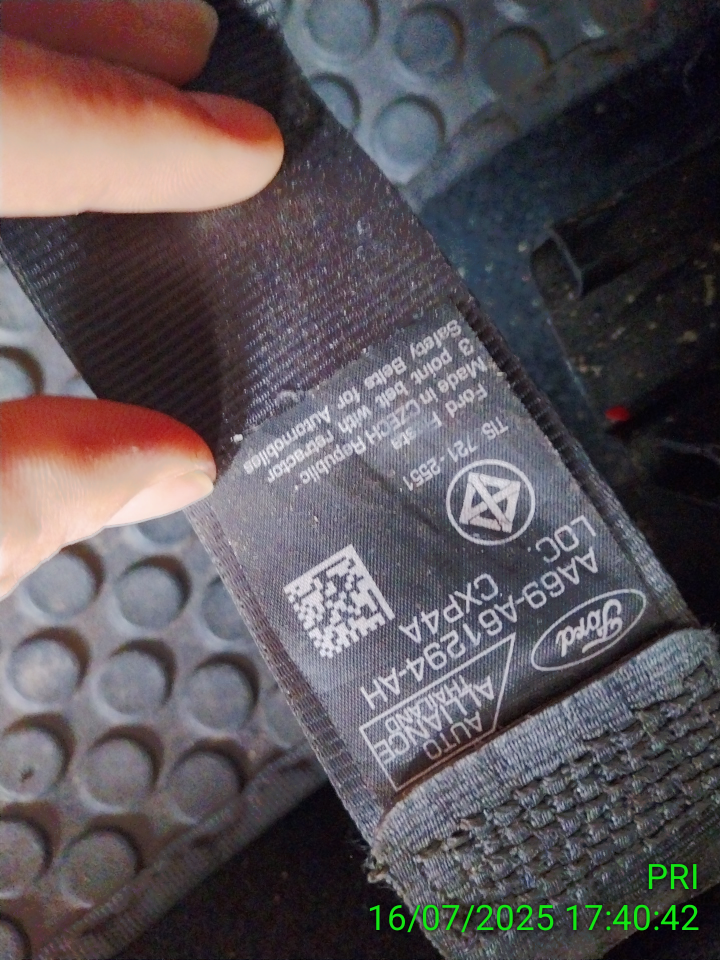 Ford
AUTO
ALLIANCE
THAILAND
AA69-A61294-AH
LOC. CXP4A
TIS 721-2551
Ford Fiesta
"Made in CZECH Republic"
3 point belt with retractor
Safety Belts for Automobiles
PRI
16/07/2025 17:40:42